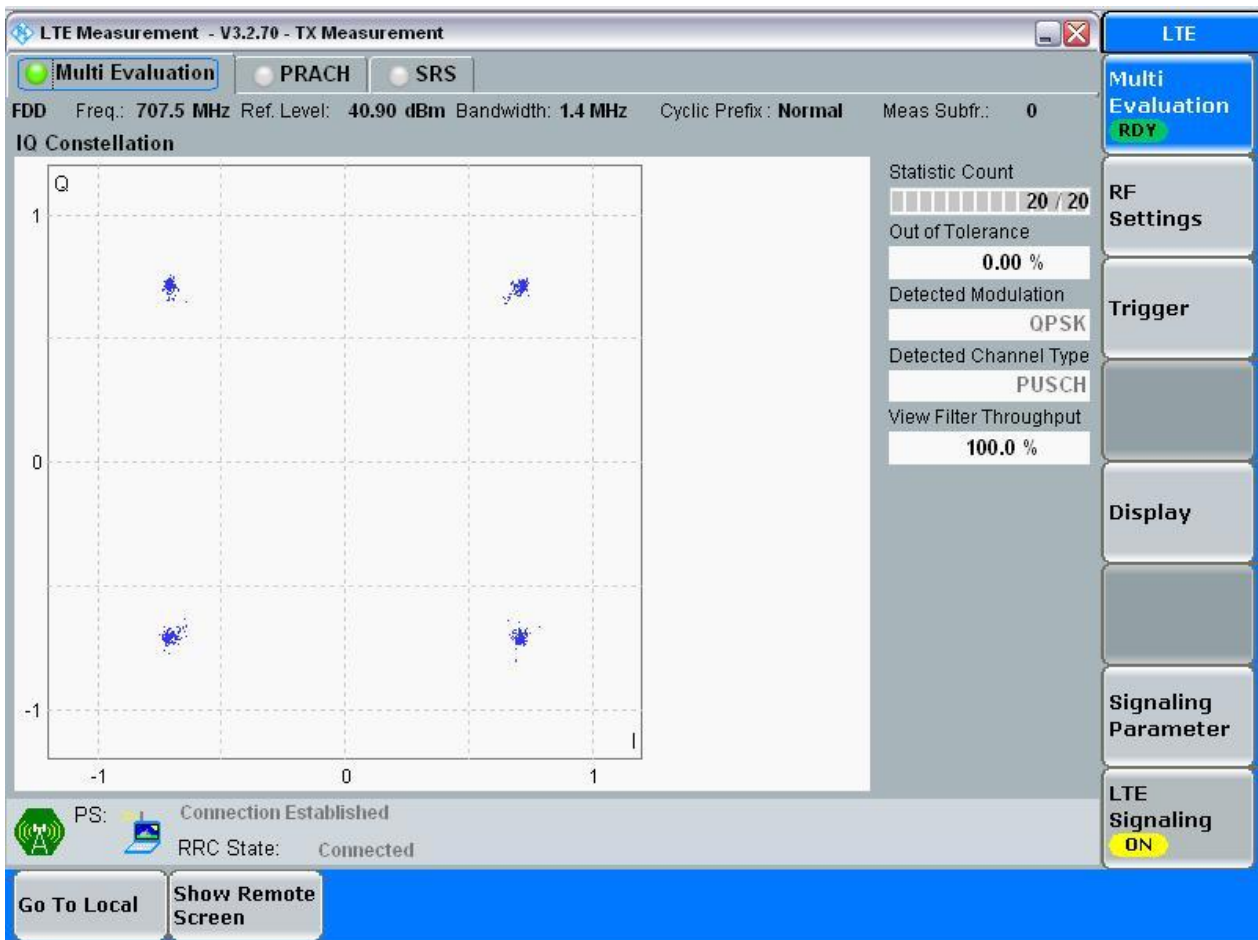 LTE Measurement - V3.2.70 - TX Measurement
LTE
Multi Evaluation PRACH SRS
FDD Freq.: 707.5 MHz Ref. Level: 40.90 dBm Bandwidth: 1.4 MHz Cyclic Prefix : Normal Meas Subfr.: 0
IQ Constellation
Q
1
0
-1
I
-1 0 1
Statistic Count
20 / 20
Out of Tolerance
0.00 %
Detected Modulation
QPSK
Detected Channel Type
PUSCH
View Filter Throughput
100.0 %
Multi
Evaluation
RDY
RF
Settings
Trigger
Display
Signaling
Parameter
LTE
Signaling
ON
PS: Connection Established
RRC State: Connected
Go To Local
Show Remote
Screen